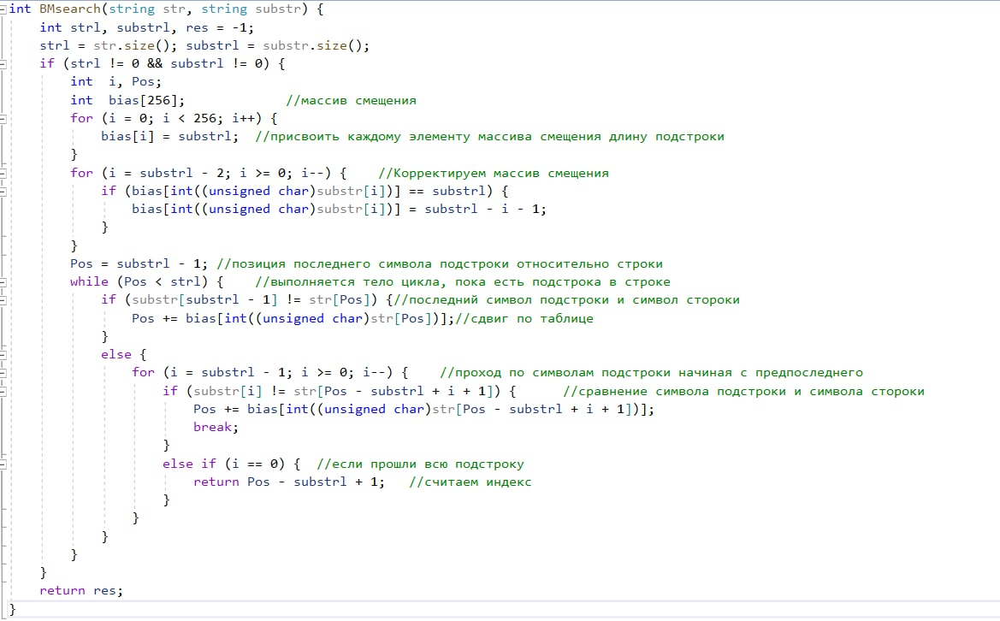 int BMsearch(string str, string substr) {
    int strl, substrl, res = -1;
    strl = str.size(); substrl = substr.size();
    if (strl != 0 && substrl != 0) {
        int  i, Pos;
        int  bias[256];             //массив смещения
        for (i = 0; i < 256; i++) {
            bias[i] = substrl;  //присвоить каждому элементу массива смещения длину подстроки
        }
        for (i = substrl - 2; i >= 0; i--) {    //Корректируем массив смещения
            if (bias[int((unsigned char)substr[i])] == substrl) {
                bias[int((unsigned char)substr[i])] = substrl - i - 1;
            }
        }
        Pos = substrl - 1; //позиция последнего символа подстроки относительно строки
        while (Pos < strl) {    //выполняется тело цикла, пока есть подстрока в строке
            if (substr[substrl - 1] != str[Pos]) {//последний символ подстроки и символ стороки
                Pos += bias[int((unsigned char)str[Pos])];//сдвиг по таблице
            }
            else {
                for (i = substrl - 1; i >= 0; i--) {    //проход по символам подстроки начиная с предпоследнего
                    if (substr[i] != str[Pos - substrl + i + 1]) {      //сравнение символа подстроки и символа стороки
                        Pos += bias[int((unsigned char)str[Pos - substrl + i + 1])];
                        break;
                    }
                    else if (i == 0) {  //если прошли всю подстроку
                        return Pos - substrl + 1;   //считаем индекс
                    }
                }
            }
        }
    }
    return res;
}